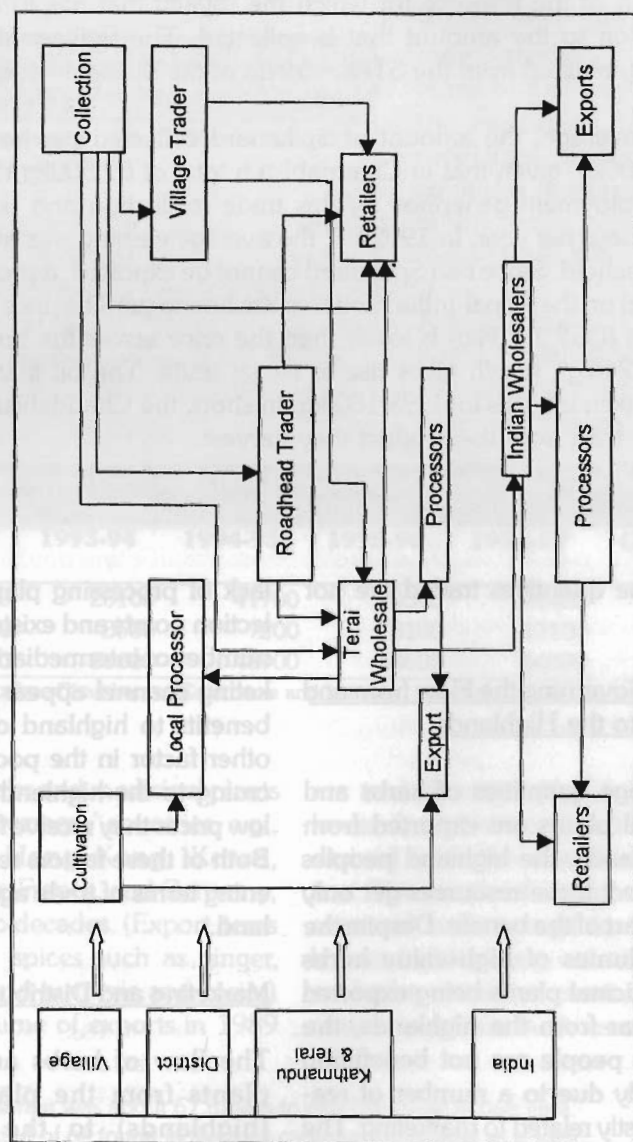 Village
Cultivation
Collection
District
Local Processor
Roadhead Trader
Village Trader
Kathmandu
& Terai
Export
Terai
Wholesale
Processors
Retailers
India
Retailers
Indian Wholesalers
Processors
Exports